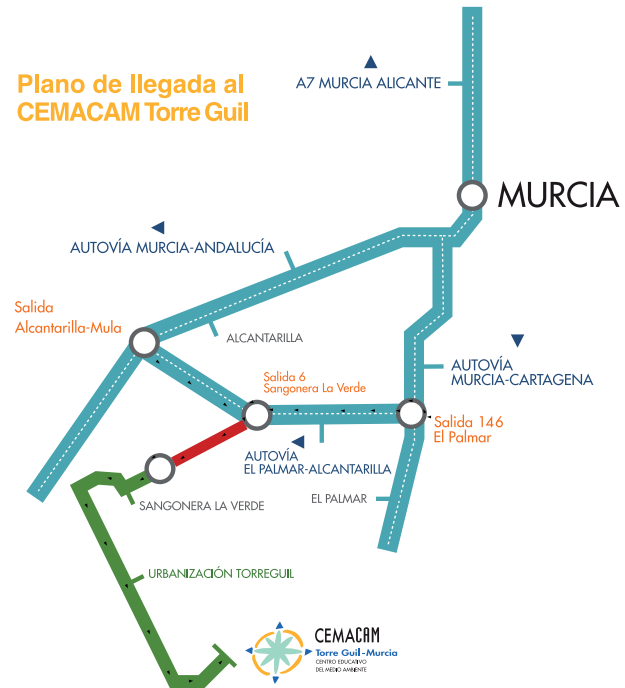 Plano de llegada al
CEMACAM Torre Guil
A7 MURCIA ALICANTE
MURCIA
AUTOVÍA MURCIA-ANDALUCÍA
Salida
Alcantarilla-Mula
ALCANTARILLA
AUTOVÍA
MURCIA-CARTAGENA
Salida 6
Sangonera La Verde
Salida 146
El Palmar
AUTOVÍA
EL PALMAR-ALCANTARILLA
SANGONERA LA VERDE
EL PALMAR
URBANIZACIÓN TORREGUIL
CEMACAM
Torre Guil-Murcia
CENTRO EDUCATIVO
DEL MEDIO AMBIENTE